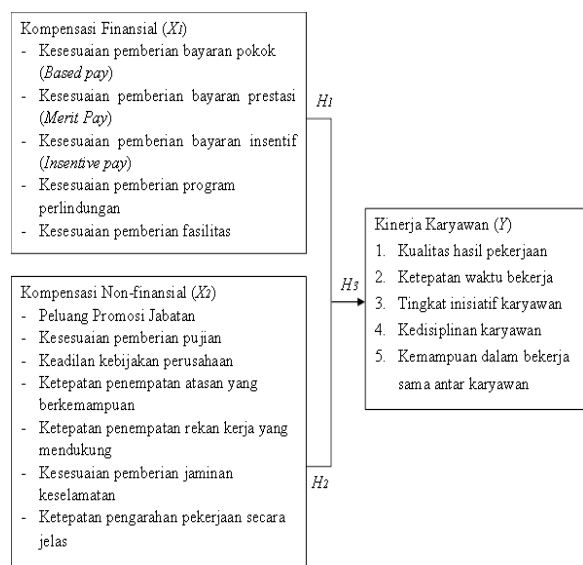 Kompensasi Finansial (X1)
- Kesesuaian pemberian bayaran pokok
(Based pay)
- Kesesuaian pemberian bayaran prestasi
(Merit Pay)
- Kesesuaian pemberian bayaran insentif
(Insentive pay)
- Kesesuaian pemberian program
perlindungan
- Kesesuaian pemberian fasilitas
H1
Kompensasi Non-finansial (X2)
- Peluang Promosi Jabatan
- Kesesuaian pemberian pujian
- Keadilan kebijakan perusahaan
- Ketepatan penempatan atasan yang
berkemampuan
- Ketepatan penempatan rekan kerja yang
mendukung
- Kesesuaian pemberian jaminan
keselamatan
- Ketepatan pengarahan pekerjaan secara
jelas
H2
H3
Kinerja Karyawan (Y)
1. Kualitas hasil pekerjaan
2. Ketepatan waktu bekerja
3. Tingkat inisiatif karyawan
4. Kedisiplinan karyawan
5. Kemampuan dalam bekerja
sama antar karyawan